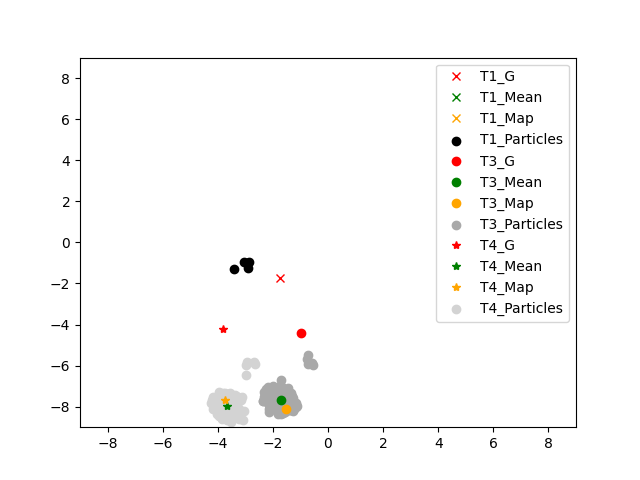 8
6
4
2
0
−2
−4
−6
−8
−8
−6
−4
−2
0
2
4
6
8
T1_G
T1_Mean
T1_Map
T1_Particles
T3_G
T3_Mean
T3_Map
T3_Particles
T4_G
T4_Mean
T4_Map
T4_Particles